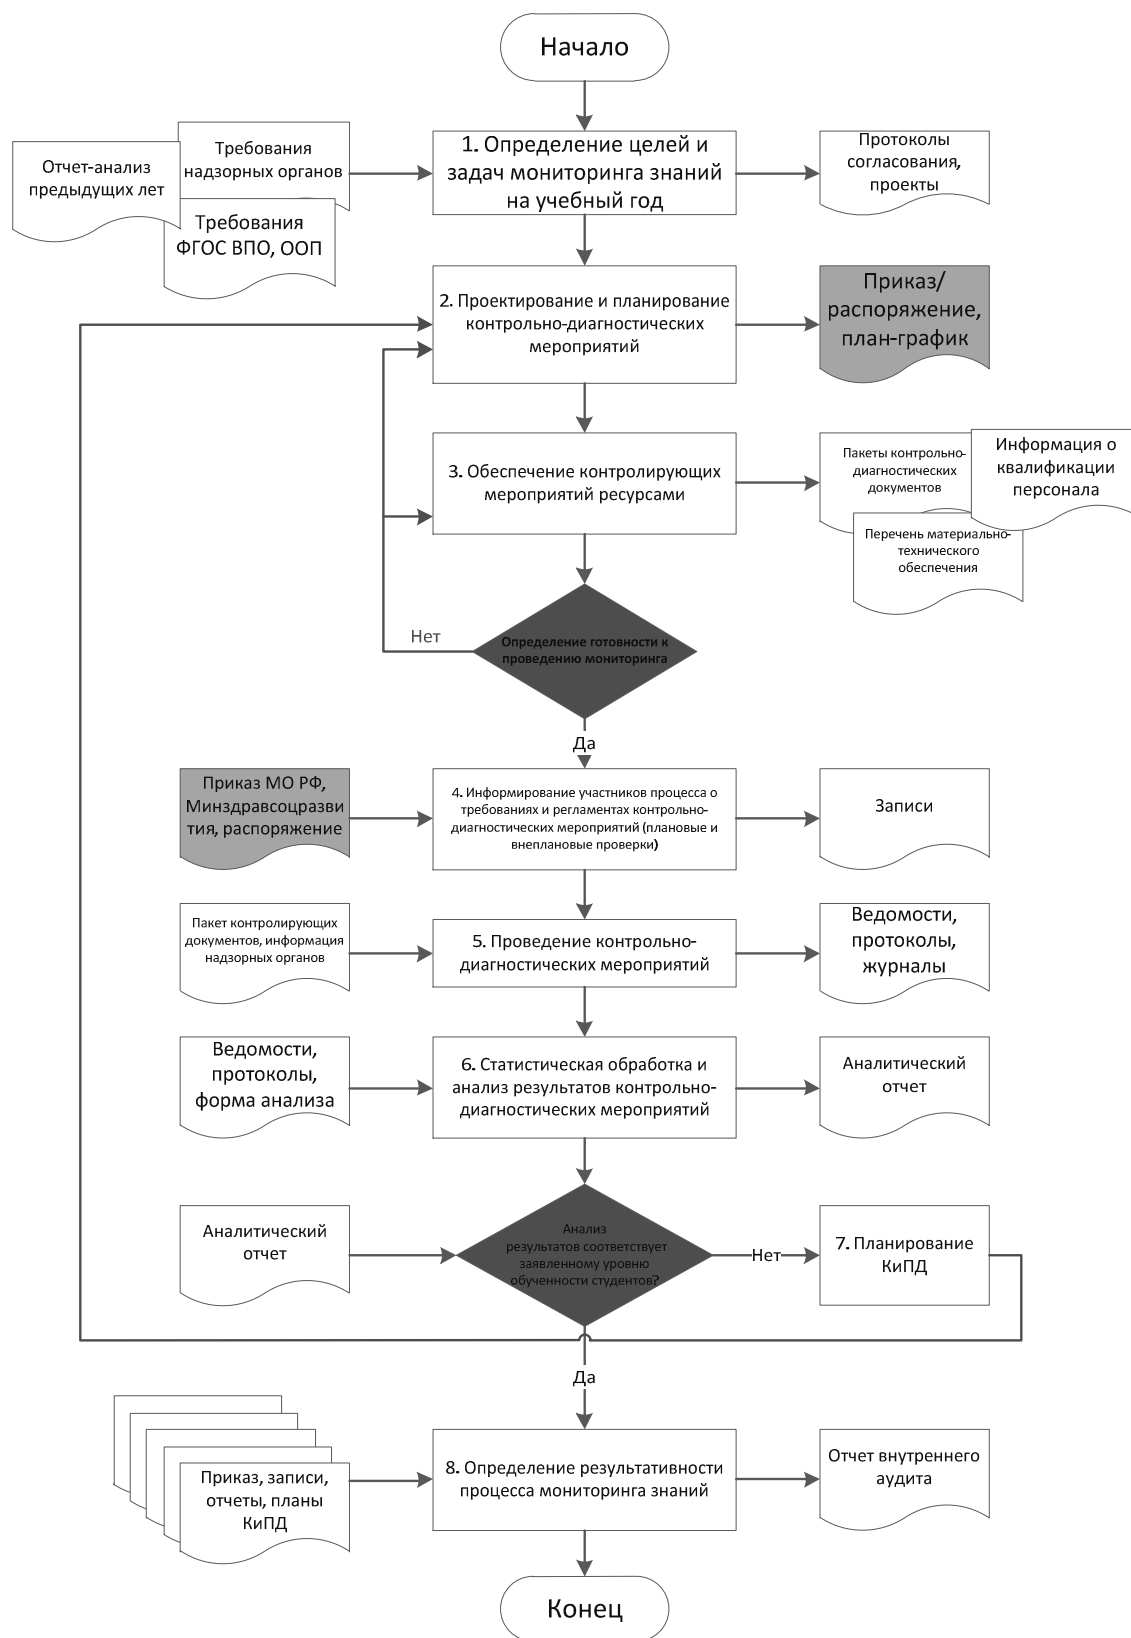 Начало
Отчет-анализ
предыдущих лет
Требования
надзорных органов
Требования
ФГОС ВПО, ООП
1. Определение целей и
задач мониторинга знаний
на учебный год
Протоколы
согласования,
проекты
2. Проектирование и планирование
контрольно-диагностических
мероприятий
Приказ/
распоряжение,
план-график
3. Обеспечение контролирующих
мероприятий ресурсами
Пакеты контрольно-
диагностических
документов
Информация о
квалификации
персонала
Перечень материально-
технического
обеспечения
Определение готовности к
проведению мониторинга
Нет
Да
Приказ МО РФ,
Минздравсоцразви
тия, распоряжение
4. Информирование участников процесса о
требованиях и регламентах контрольно-
диагностических мероприятий (плановые и
внеплановые проверки)
Записи
Пакет контролирующих
документов, информация
надзорных органов
5. Проведение контрольно-
диагностических мероприятий
Ведомости,
протоколы,
журналы
Ведомости,
протоколы,
форма анализа
6. Статистическая обработка и
анализ результатов контрольно-
диагностических мероприятий
Аналитический
отчет
Аналитический
отчет
Анализ
результатов соответствует
заявленному уровню
обученности студентов?
Нет
7. Планирование
КиПД
Да
Приказ, записи,
отчеты, планы
КиПД
8. Определение результативности
процесса мониторинга знаний
Отчет внутреннего
аудита
Конец